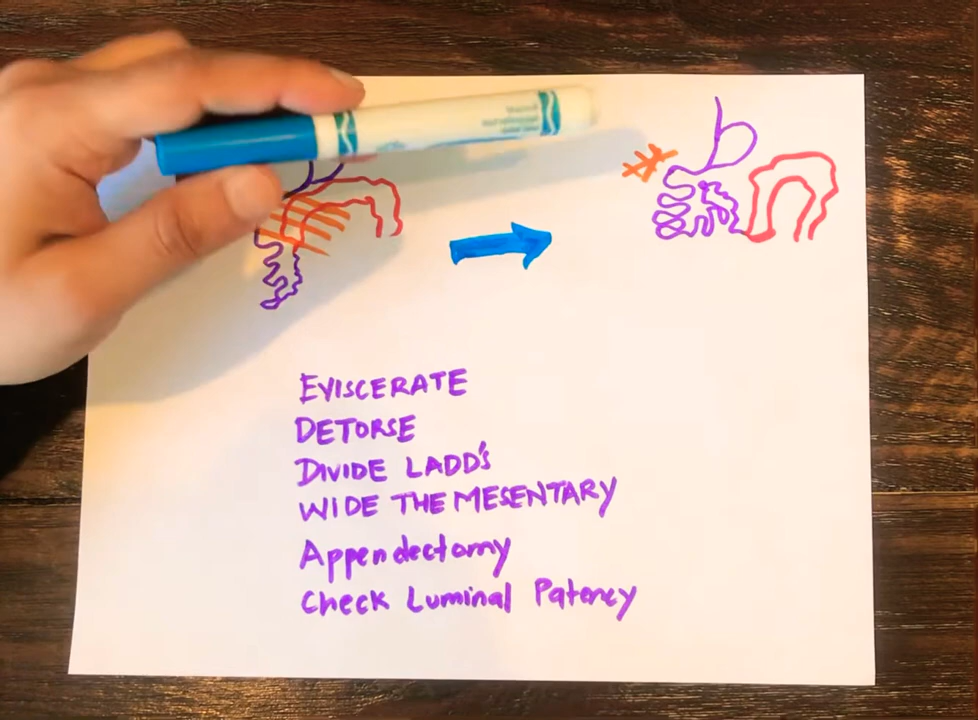 EVISCERATE
DETORSE
DIVIDE LADD'S
WIDE THE MESENTARY
Appendectomy
Check Luminal Patency